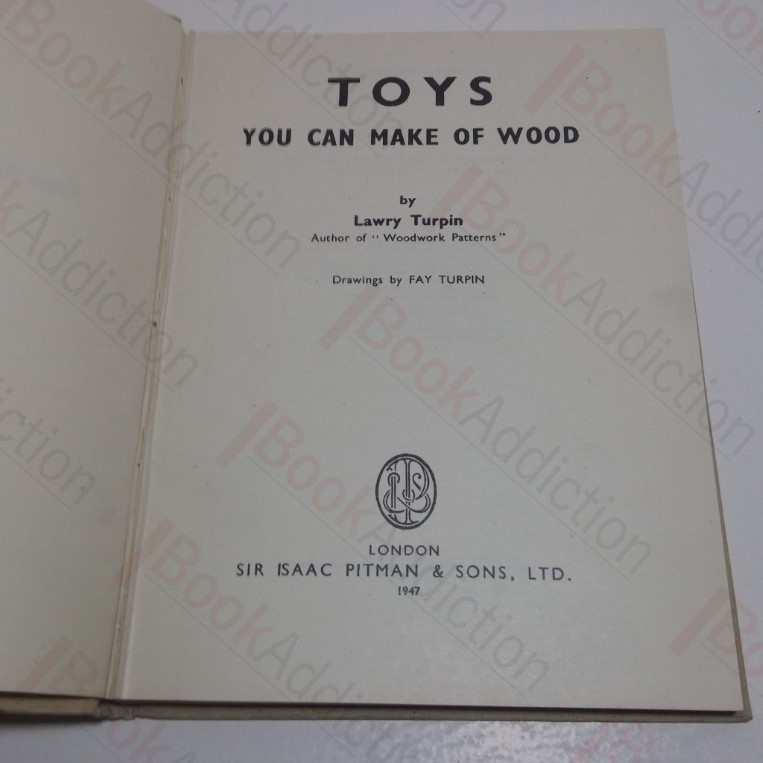 TOYS
YOU CAN MAKE OF WOOD
by
Lawry Turpin
Author of "Woodwork Patterns"
Drawings by FAY TURPIN
LONDON
SIR ISAAC PITMAN & SONS, LTD.
1947
BookAddiction